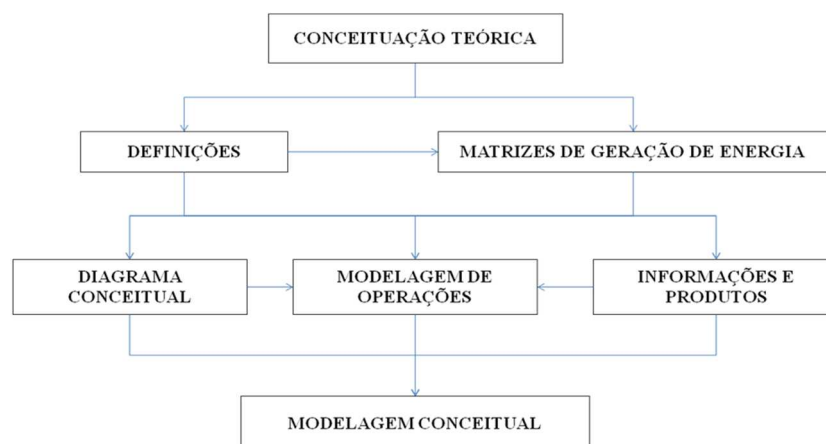 CONCEITUAÇÃO TEÓRICA
DEFINIÇÕES
MATRIZES DE GERAÇÃO DE ENERGIA
DIAGRAMA
CONCEITUAL
MODELAGEM DE
OPERAÇÕES
INFORMAÇÕES E
PRODUTOS
MODELAGEM CONCEITUAL